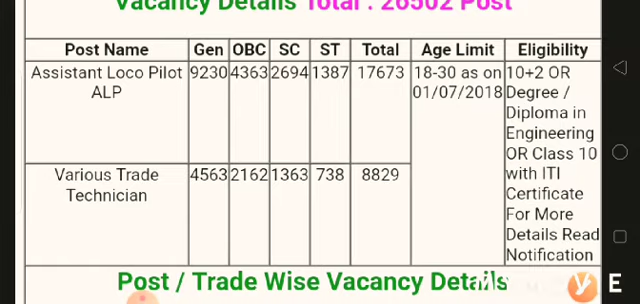 Vacancy Details Total : 26502 Post
Post Name Gen OBC SC ST Total Age Limit Eligibility
Assistant Loco Pilot ALP 9230 4363 2694 1387 17673 18-30 as on 01/07/2018 10+2 OR
Degree /
Diploma in
Engineering
OR Class 10
Various Trade Technician 4563 2162 1363 738 8829 with ITI
Certificate
For More
Details Read
Notification
Post / Trade Wise Vacancy Details
E